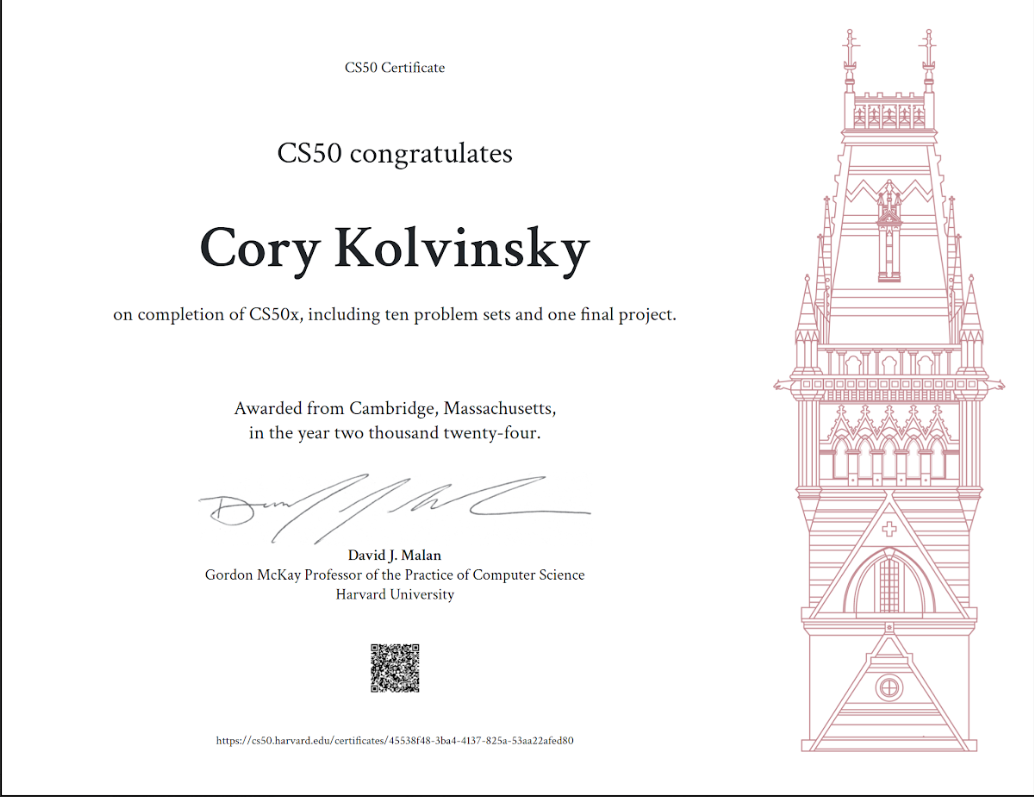 CS50 Certificate
CS50 congratulates
Cory Kolvinsky
on completion of CS50x, including ten problem sets and one final project.
Awarded from Cambridge, Massachusetts,
in the year two thousand twenty-four.
David J. Malan
Gordon McKay Professor of the Practice of Computer Science
Harvard University
https://cs50.harvard.edu/certificates/45538f48-3ba4-4137-825a-53aa22afed80